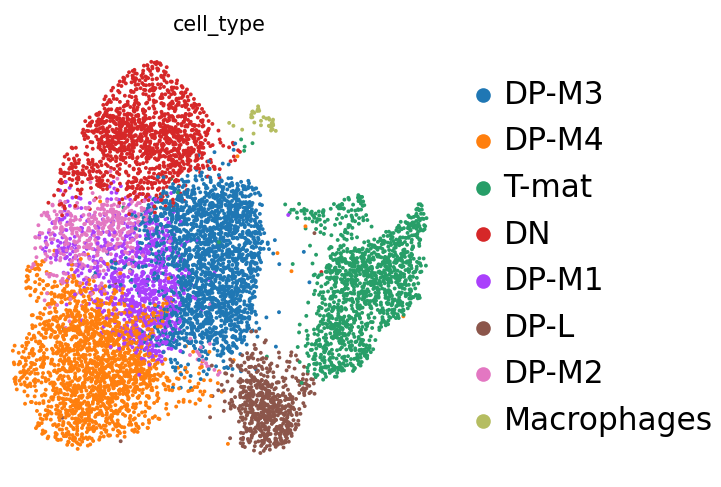 cell_type
DP-M3
DP-M4
T-mat
DN
DP-M1
DP-L
DP-M2
Macrophages